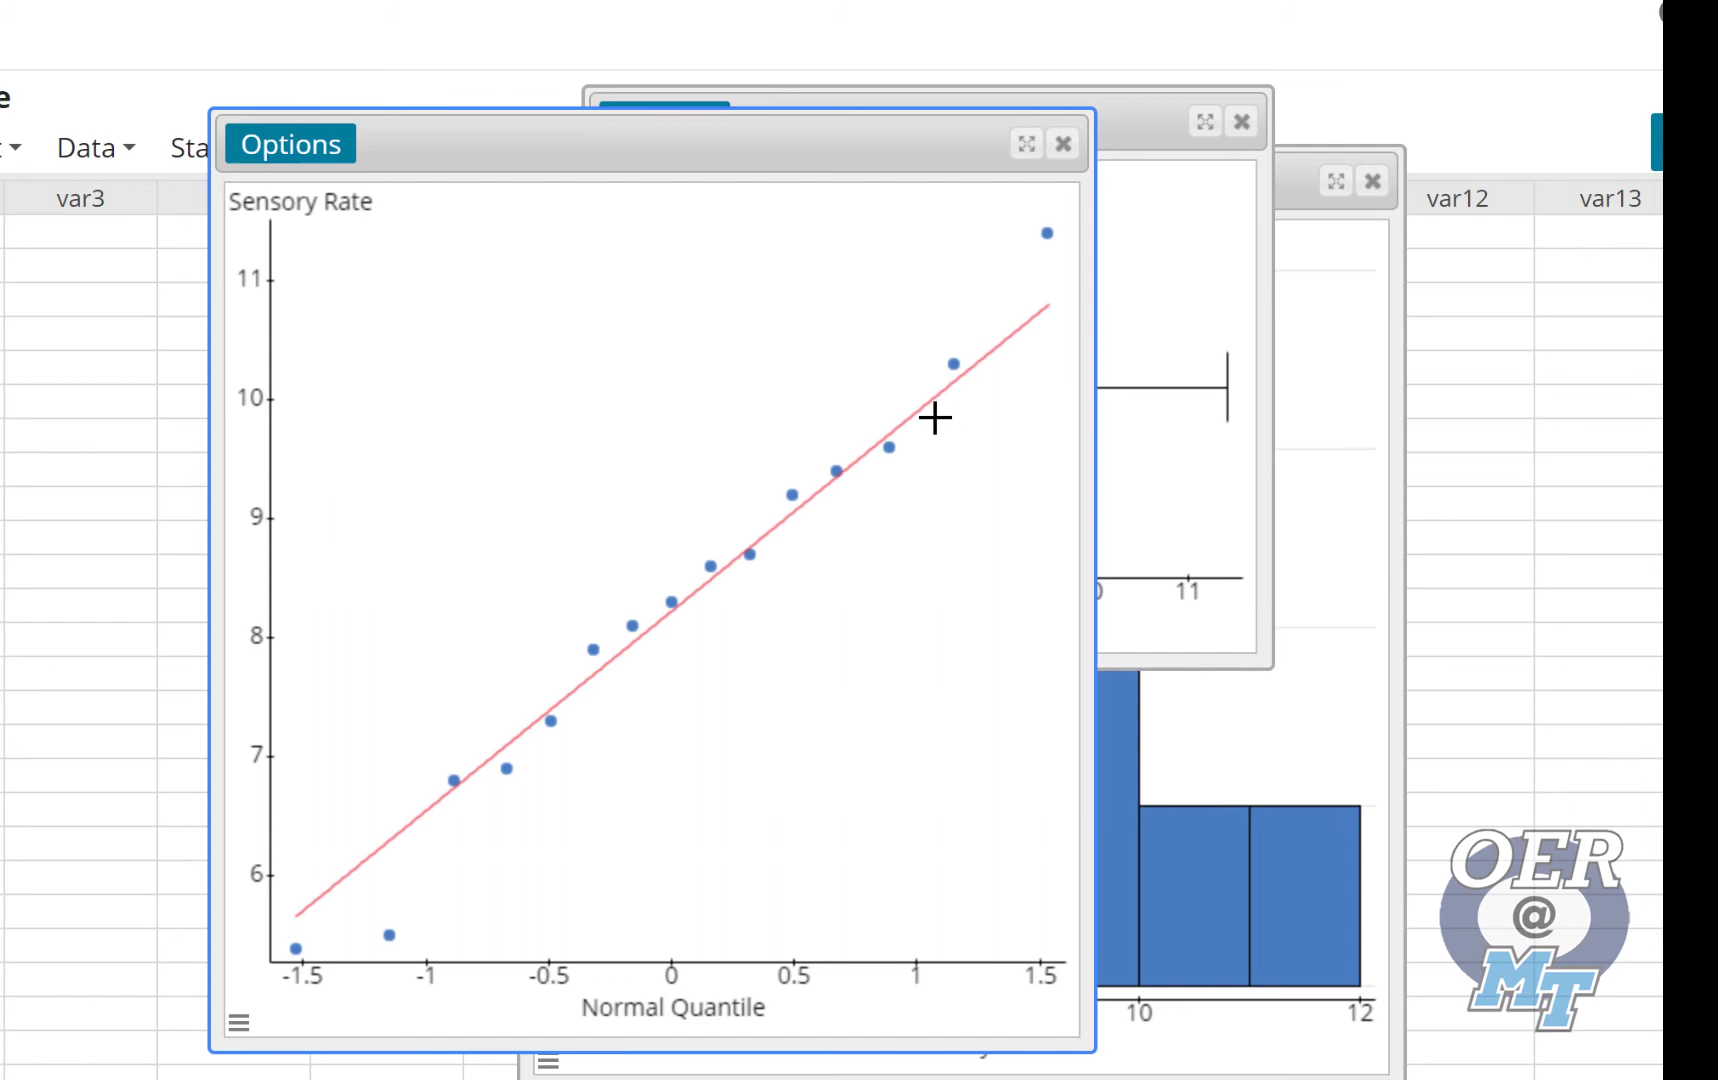 Data
Sta
var3
var12
var13
Options
Sensory Rate
11
10
9
8
7
6
-1.5
-1
-0.5
0
0.5
1
1.5
Normal Quantile
11
10
12
OER
@
MT